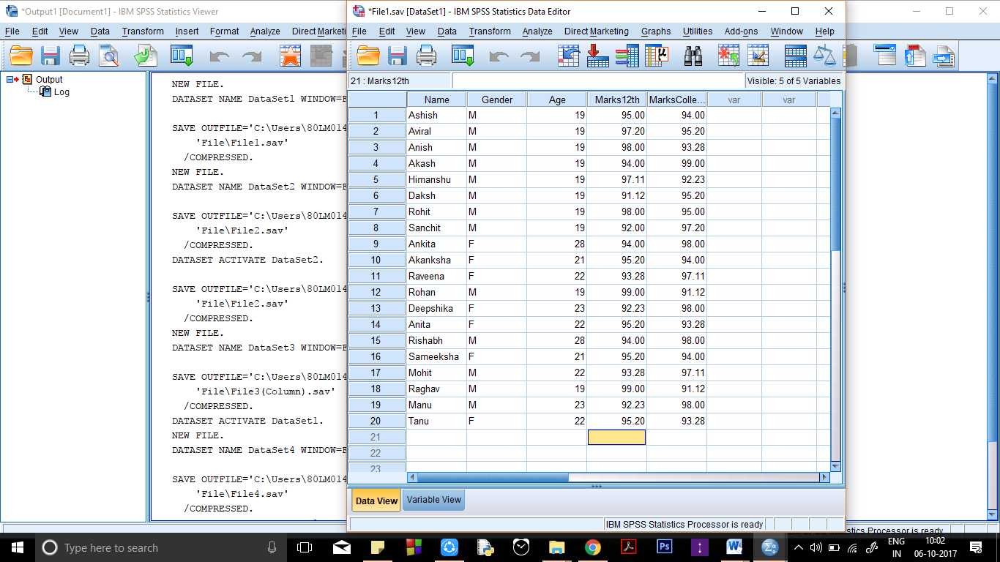 *Output1 [Document1] - IBM SPSS Statistics Viewer
File Edit View Data Transform Insert Format Analyze Direct Marketi
Output
Log
NEW FILE.
DATASET NAME DataSet1 WINDOW=
SAVE OUTFILE='C:\Users\80LM014
'File\File1.sav'
/COMPRESSED.
NEW FILE.
DATASET NAME DataSet2 WINDOW=
SAVE OUTFILE='C:\Users\80LM014
'File\File2.sav'
/COMPRESSED.
DATASET ACTIVATE DataSet2.
SAVE OUTFILE='C:\Users\80LM014
'File\File2.sav'
/COMPRESSED.
NEW FILE.
DATASET NAME DataSet3 WINDOW=
SAVE OUTFILE='C:\Users\80LM014
'File\File3(Column).sav'
/COMPRESSED.
DATASET ACTIVATE DataSet1.
NEW FILE.
DATASET NAME DataSet4 WINDOW=
SAVE OUTFILE='C:\Users\80LM014
'File\File4.sav'
/COMPRESSED.
*File1.sav [DataSet1] - IBM SPSS Statistics Data Editor
File Edit View Data Transform Analyze Direct Marketing Graphs Utilities Add-ons Window Help
21 : Marks12th Visible: 5 of 5 Variables
Name Gender Age Marks12th MarksColle... var var
1 Ashish M 19 95.00 94.00
2 Aviral M 19 97.20 95.20
3 Anish M 19 98.00 93.28
4 Akash M 19 94.00 99.00
5 Himanshu M 19 97.11 92.23
6 Daksh M 19 91.12 95.20
7 Rohit M 19 98.00 95.00
8 Sanchit M 19 92.00 97.20
9 Ankita F 28 94.00 98.00
10 Akanksha F 21 95.20 94.00
11 Raveena F 22 93.28 97.11
12 Rohan M 19 99.00 91.12
13 Deepshika F 23 92.23 98.00
14 Anita F 22 95.20 93.28
15 Rishabh M 28 94.00 98.00
16 Sameeksha F 21 95.20 94.00
17 Mohit M 22 93.28 97.11
18 Raghav M 19 99.00 91.12
19 Manu M 23 92.23 98.00
20 Tanu F 22 95.20 93.28
21
22
23
Data View Variable View
IBM SPSS Statistics Processor is ready
Statistics Processor is ready
Type here to search
Ps
ENG
IN
10:02
06-10-2017